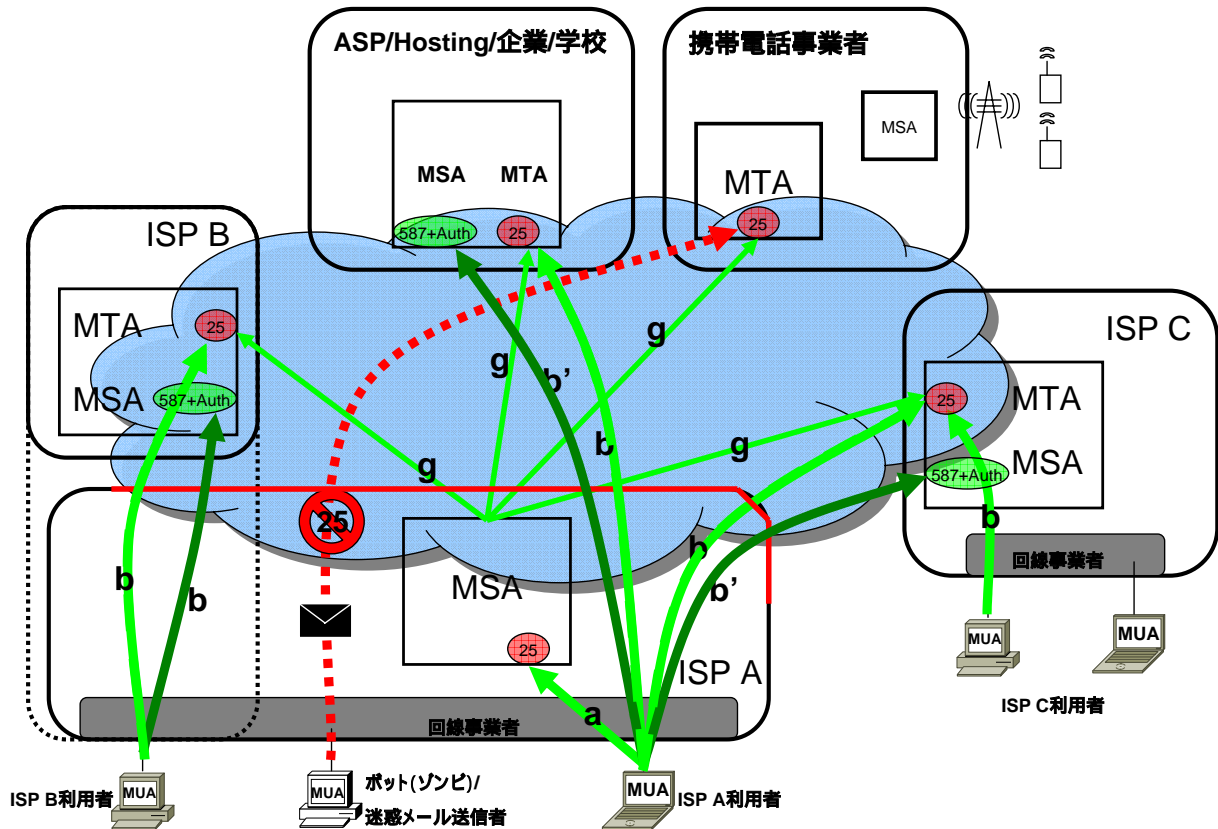 ASP/Hosting/企業/学校
携帯電話事業者
MSA
MSA MTA
MTA
587+Auth
25
25
ISP B
MTA
25
MSA
587+Auth
ISP C
25
MTA
587+Auth
MSA
g
b’
g
b
g
g
25
b
b
b
b’
b
回線事業者
MSA
25
ISP A
a
回線事業者
MUA
MUA
ISP C利用者
ISP B利用者
MUA
MUA
ボット(ゾンビ)/
迷惑メール送信者
MUA
ISP A利用者